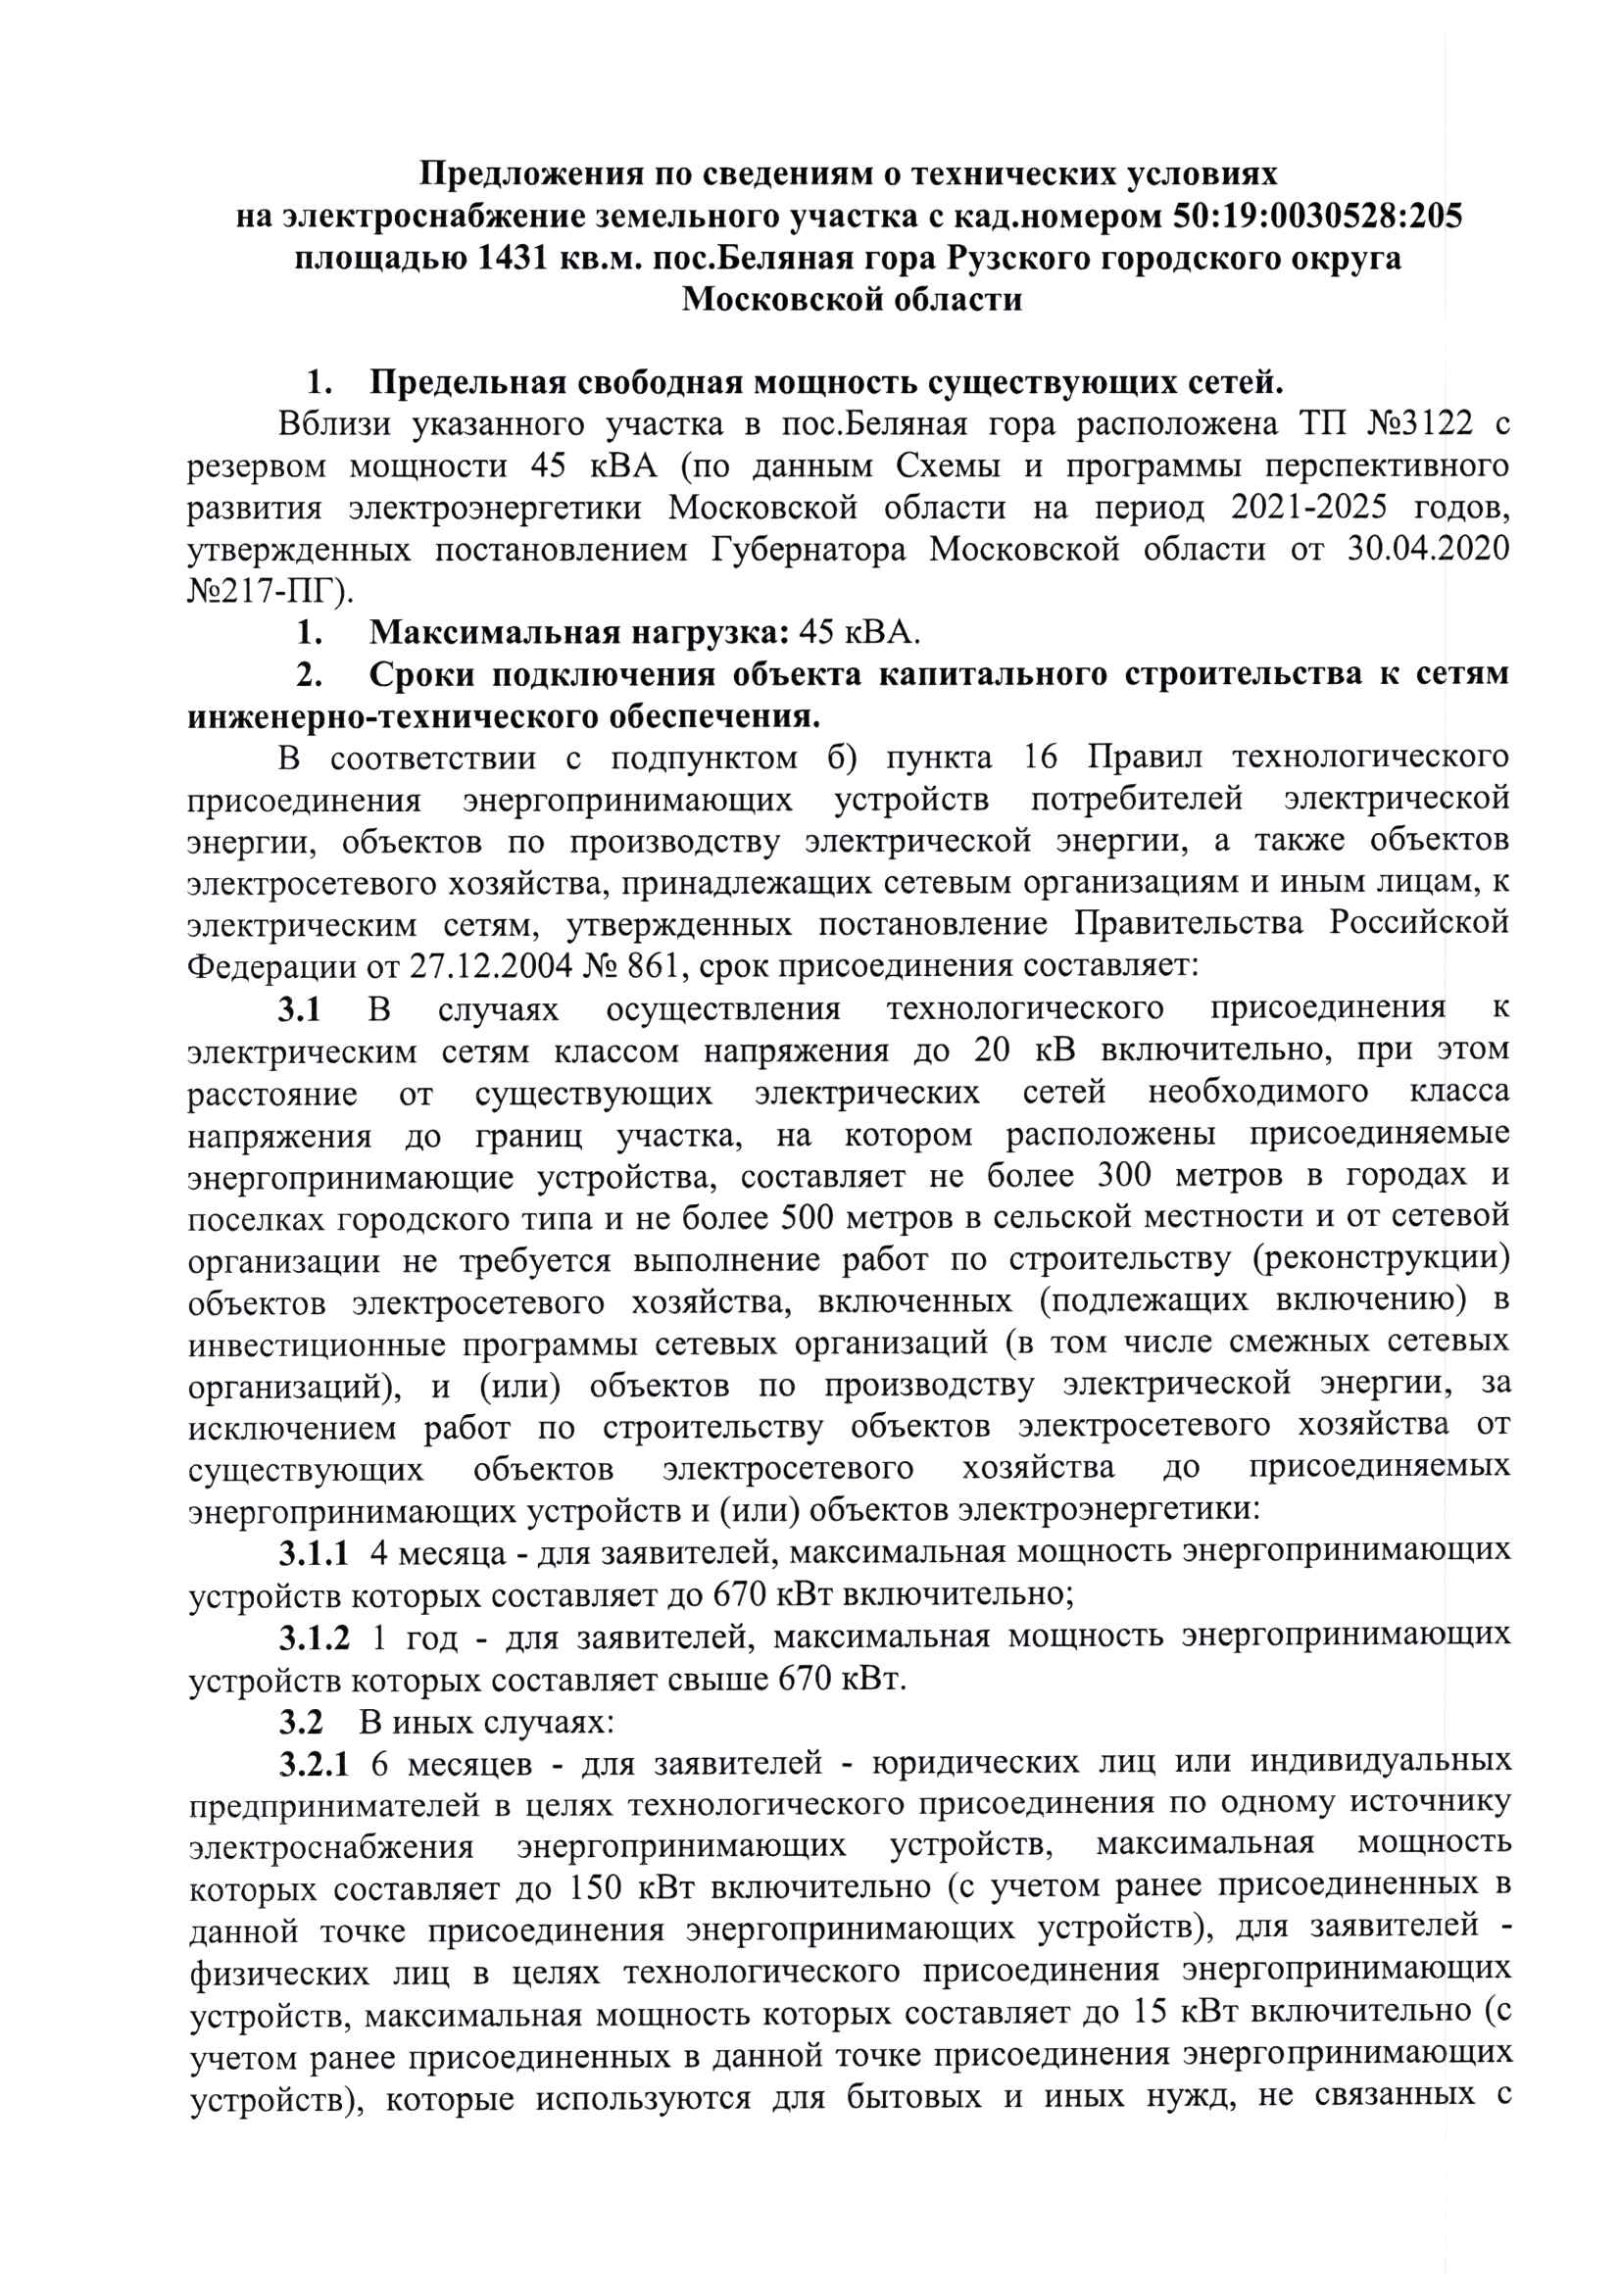 Предложения по сведениям о технических условиях
на электроснабжение земельного участка с кад.номером 50:19:0030528:205
площадью 1431 кв.м. пос.Беляная гора Рузского городского округа
Московской области
1. Предельная свободная мощность существующих сетей.
Вблизи указанного участка в пос.Беляная гора расположена ТП №3122 с
резервом мощности 45 кВА (по данным Схемы и программы перспективного
развития электроэнергетики Московской области на период 2021-2025 годов,
утвержденных постановлением Губернатора Московской области от 30.04.2020
№217-ПГ).
1. Максимальная нагрузка: 45 кВА.
2. Сроки подключения объекта капитального строительства к сетям
инженерно-технического обеспечения.
В соответствии с подпунктом б) пункта 16 Правил технологического
присоединения энергопринимающих устройств потребителей электрической
энергии, объектов по производству электрической энергии, а также объектов
электросетевого хозяйства, принадлежащих сетевым организациям и иным лицам, к
электрическим сетям, утвержденных постановление Правительства Российской
Федерации от 27.12.2004 № 861, срок присоединения составляет:
3.1 В случаях осуществления технологического присоединения к
электрическим сетям классом напряжения до 20 кВ включительно, при этом
расстояние от существующих электрических сетей необходимого класса
напряжения до границ участка, на котором расположены присоединяемые
энергопринимающие устройства, составляет не более 300 метров в городах и
поселках городского типа и не более 500 метров в сельской местности и от сетевой
организации не требуется выполнение работ по строительству (реконструкции)
объектов электросетевого хозяйства, включенных (подлежащих включению) в
инвестиционные программы сетевых организаций (в том числе смежных сетевых
организаций), и (или) объектов по производству электрической энергии, за
исключением работ по строительству объектов электросетевого хозяйства от
существующих объектов электросетевого хозяйства до присоединяемых
энергопринимающих устройств и (или) объектов электроэнергетики:
3.1.1 4 месяца - для заявителей, максимальная мощность энергопринимающих
устройств которых составляет до 670 кВт включительно;
3.1.2 1 год - для заявителей, максимальная мощность энергопринимающих
устройств которых составляет свыше 670 кВт.
3.2 В иных случаях:
3.2.1 6 месяцев - для заявителей - юридических лиц или индивидуальных
предпринимателей в целях технологического присоединения по одному источнику
электроснабжения энергопринимающих устройств, максимальная мощность
которых составляет до 150 кВт включительно (с учетом ранее присоединенных в
данной точке присоединения энергопринимающих устройств), для заявителей -
физических лиц в целях технологического присоединения энергопринимающих
устройств, максимальная мощность которых составляет до 15 кВт включительно (с
учетом ранее присоединенных в данной точке присоединения энергопринимающих
устройств), которые используются для бытовых и иных нужд, не связанных с